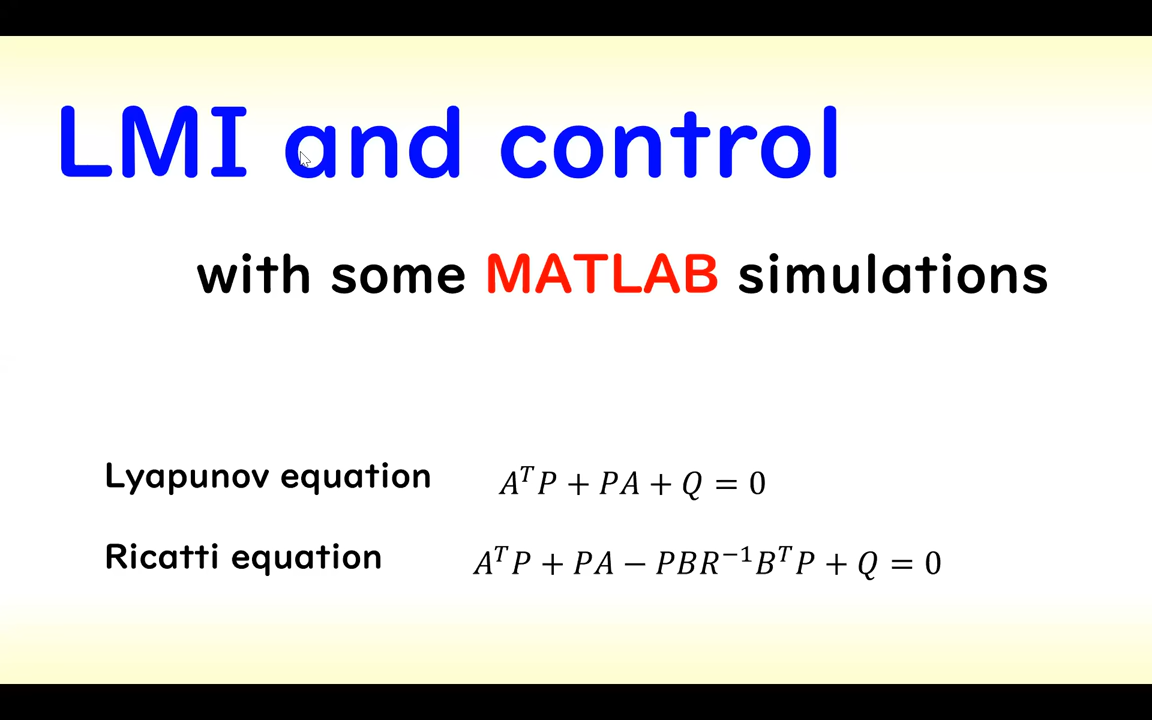 LMI and control
with some MATLAB simulations
Lyapunov equation A^T P + PA + Q = 0
Ricatti equation A^T P + PA − PBR^{−1}B^T P + Q = 0